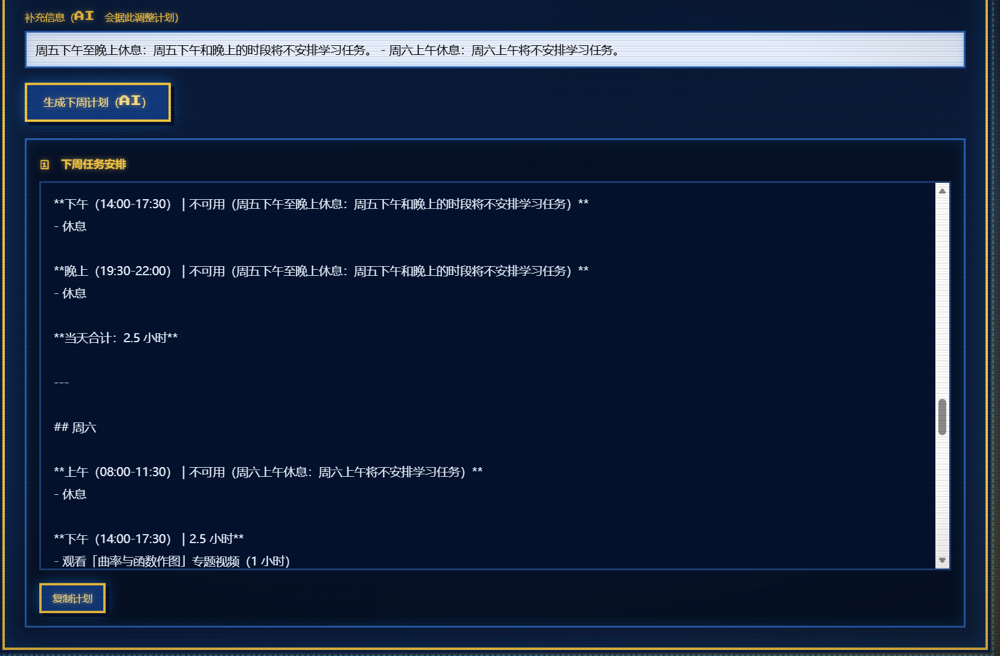 补充信息（AI 会据此调整计划）
周五下午至晚上休息：周五下午和晚上的时段将不安排学习任务。 - 周六上午休息：周六上午将不安排学习任务。
生成下周计划（AI）
1 下周任务安排
**下午（14:00-17:30）｜不可用（周五下午至晚上休息：周五下午和晚上的时段将不安排学习任务）**
- 休息
**晚上（19:30-22:00）｜不可用（周五下午至晚上休息：周五下午和晚上的时段将不安排学习任务）**
- 休息
**当天合计：2.5 小时**
---
## 周六
**上午（08:00-11:30）｜不可用（周六上午休息：周六上午将不安排学习任务）**
- 休息
**下午（14:00-17:30）｜2.5 小时**
- 观看「曲率与函数作图」专题视频（1 小时）
复制计划